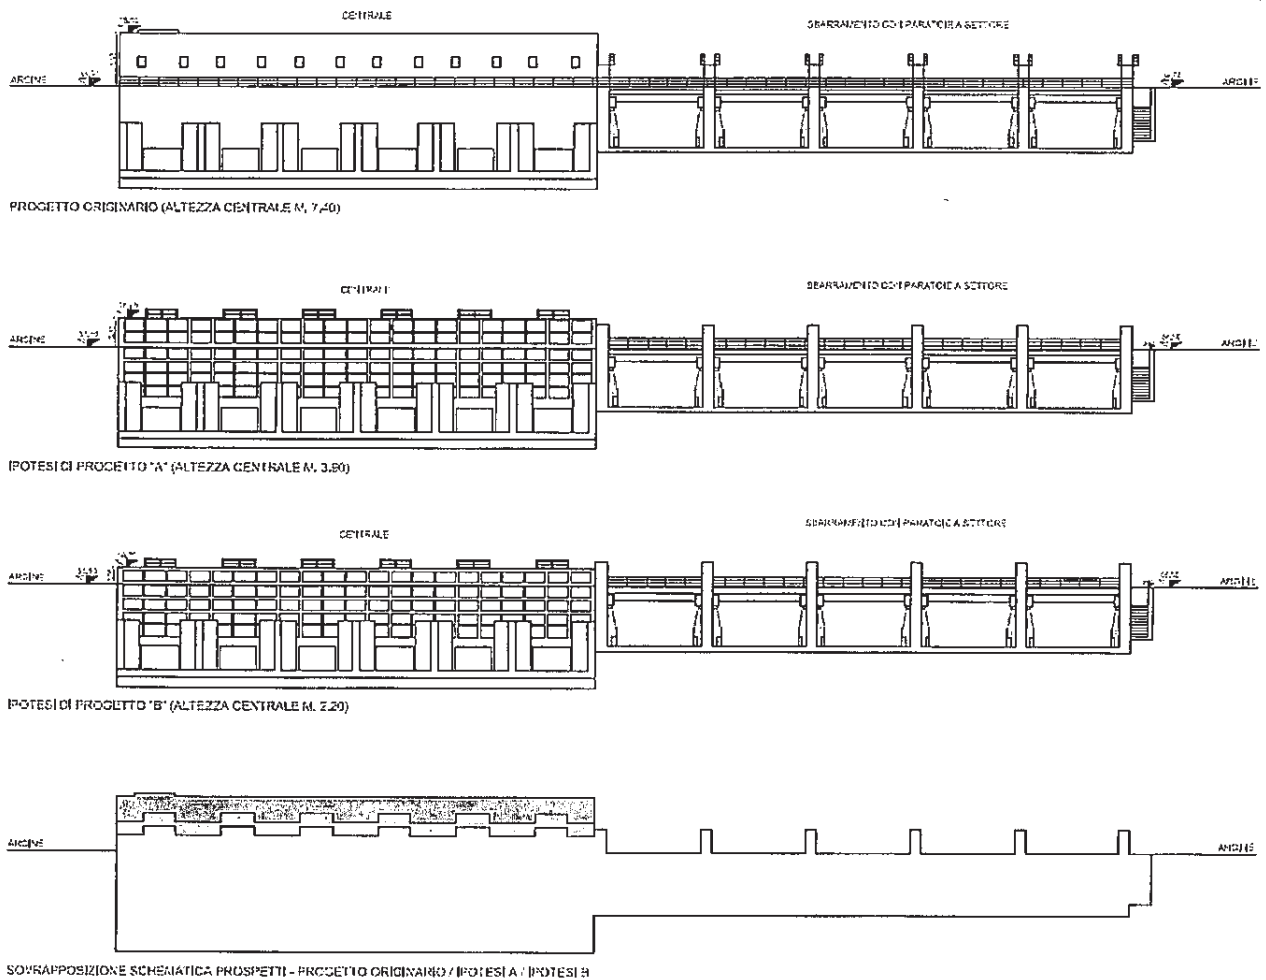 CENTRALE
SBARRAMENTO CON PARATOIE A SETTORE
ARGINE
ARGINE
PROGETTO ORIGINARIO (ALTEZZA CENTRALE M. 7,40)
CENTRALE
SBARRAMENTO CON PARATOIE A SETTORE
ARGINE
ARGINE
IPOTESI DI PROGETTO "A" (ALTEZZA CENTRALE M. 3.90)
CENTRALE
SBARRAMENTO CON PARATOIE A SETTORE
ARGINE
ARGINE
IPOTESI DI PROGETTO "B" (ALTEZZA CENTRALE M. 2.20)
ARGINE
ARGINE
SOVRAPPOSIZIONE SCHEMATICA PROSPETTI - PROGETTO ORIGINARIO / IPOTESI A / IPOTESI B